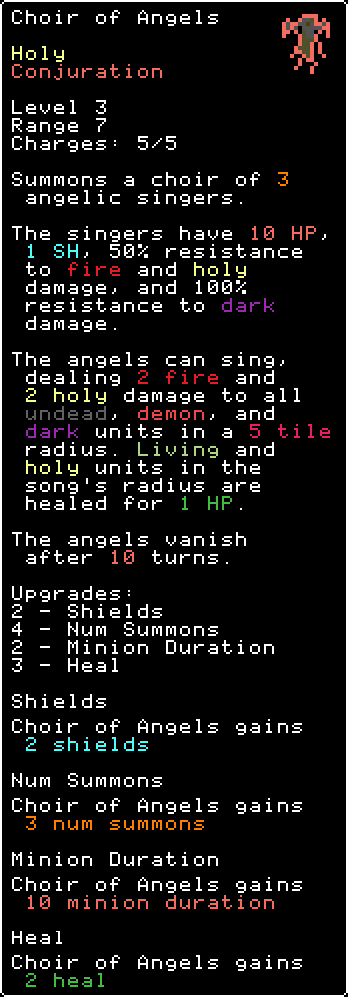 Choir of Angels
Holy
Conjuration
Level 3
Range 7
Charges: 5/5
Summons a choir of 3
angelic singers.
The singers have 10 HP,
1 SH, 50% resistance
to fire and holy
damage, and 100%
resistance to dark
damage.
The angels can sing,
dealing 2 fire and
2 holy damage to all
undead, demon, and
dark units in a 5 tile
radius. Living and
holy units in the
song's radius are
healed for 1 HP.
The angels vanish
after 10 turns.
Upgrades:
2 - Shields
4 - Num Summons
2 - Minion Duration
3 - Heal
Shields
Choir of Angels gains
2 shields
Num Summons
Choir of Angels gains
3 num summons
Minion Duration
Choir of Angels gains
10 minion duration
Heal
Choir of Angels gains
2 heal